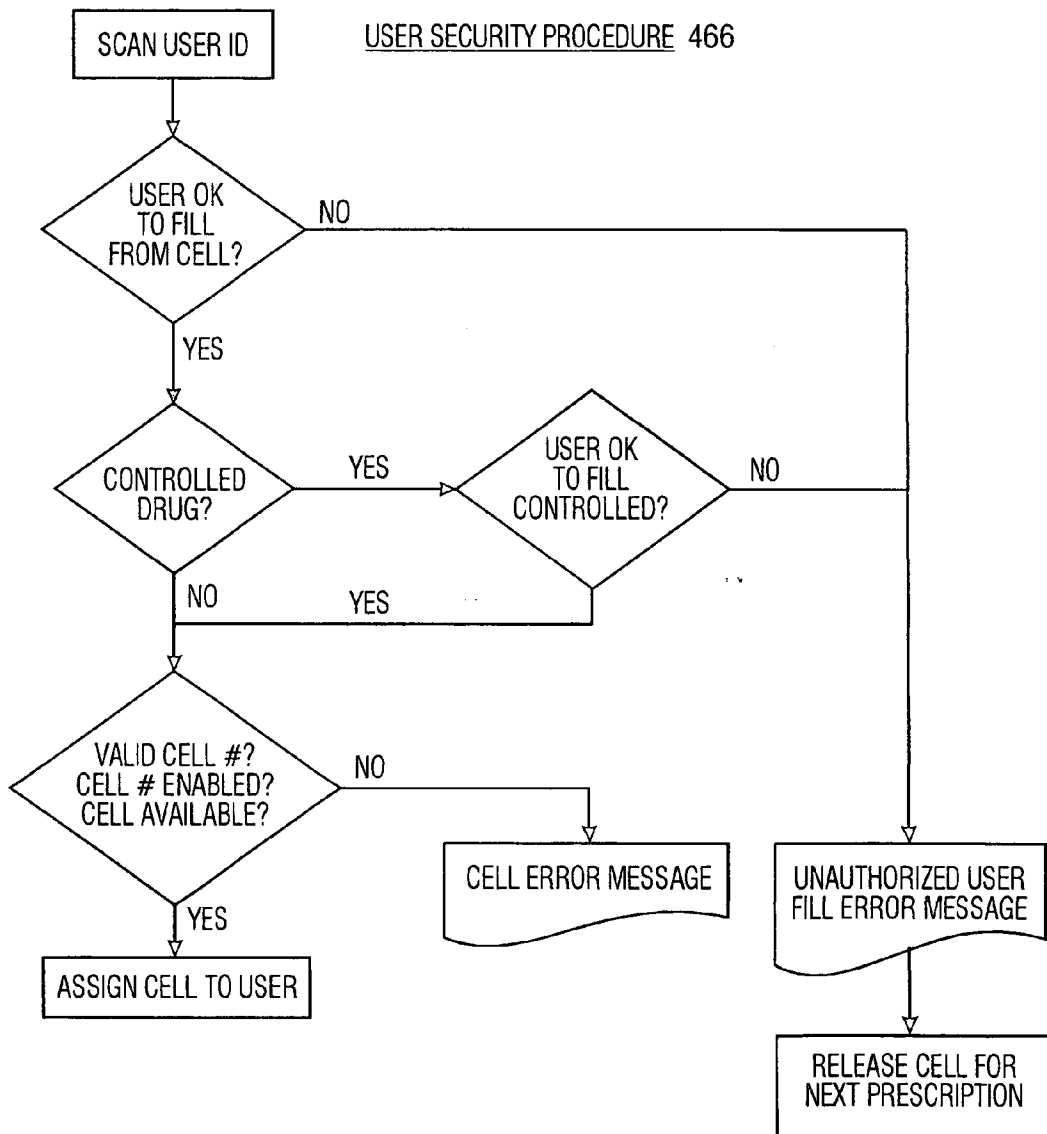 SCAN USER ID
USER SECURITY PROCEDURE 466
USER OK
TO FILL
FROM CELL?
NO
YES
CONTROLLED
DRUG?
YES
USER OK
TO FILL
CONTROLLED?
NO
NO
YES
VALID CELL #?
CELL # ENABLED?
CELL AVAILABLE?
NO
CELL ERROR MESSAGE
UNAUTHORIZED USER
FILL ERROR MESSAGE
YES
ASSIGN CELL TO USER
RELEASE CELL FOR
NEXT PRESCRIPTION